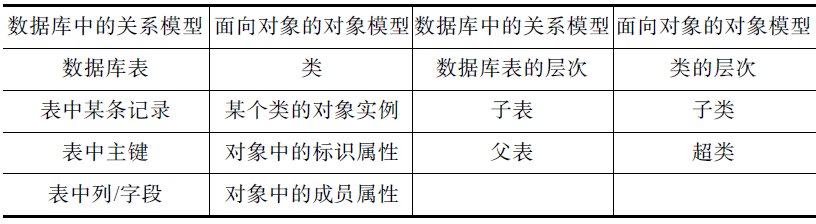 数据库中的关系模型 面向对象的对象模型 数据库中的关系模型 面向对象的对象模型
数据库表 类 数据库表的层次 类的层次
表中某条记录 某个类的对象实例 子表 子类
表中主键 对象中的标识属性 父表 超类
表中列/字段 对象中的成员属性